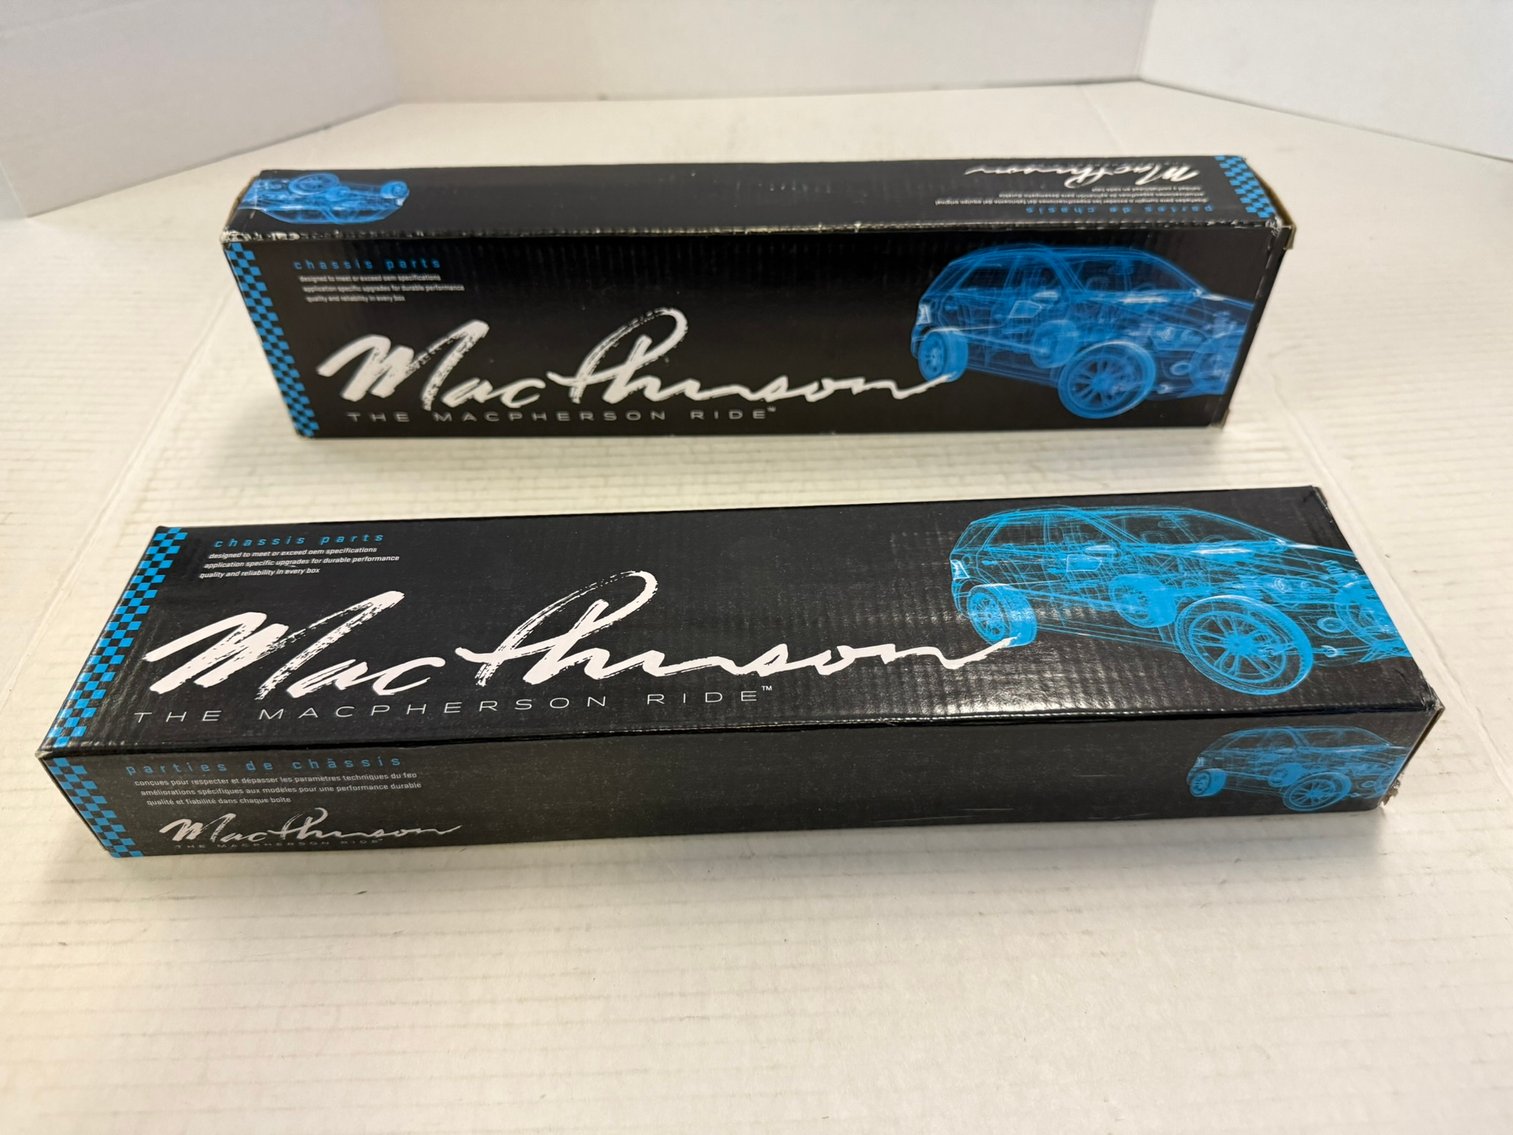 MacPherson
partes de chasis
chassis parts
designed to meet or exceed oem specifications
application specific upgrades for durable performance
quality and reliability in every box
MacPherson
THE MACPHERSON RIDE™
chassis parts
designed to meet or exceed oem specifications
application specific upgrades for durable performance
quality and reliability in every box
MacPherson
THE MACPHERSON RIDE™
parties de châssis
conçues pour respecter et dépasser les paramètres techniques du feo
améliorations spécifiques aux modèles pour une performance durable
qualité et fiabilité dans chaque boîte
MacPherson
THE MACPHERSON RIDE